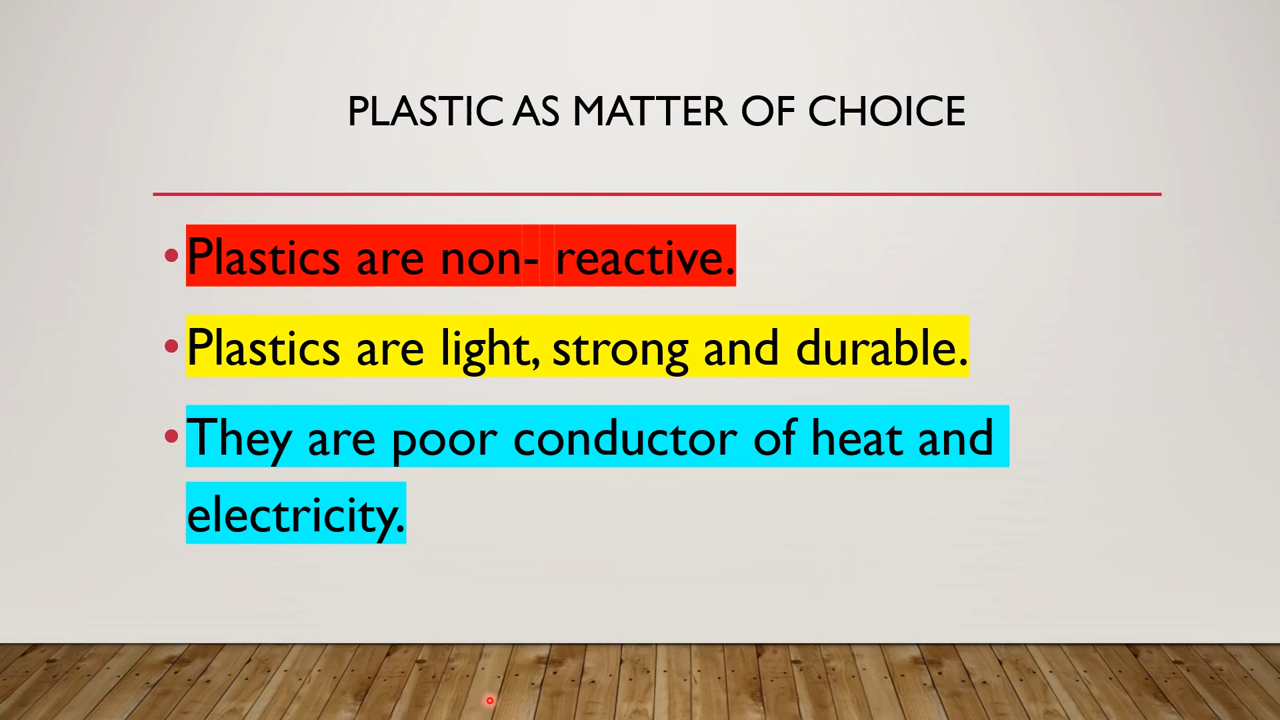 PLASTIC AS MATTER OF CHOICE
• Plastics are non- reactive.
• Plastics are light, strong and durable.
• They are poor conductor of heat and
electricity.